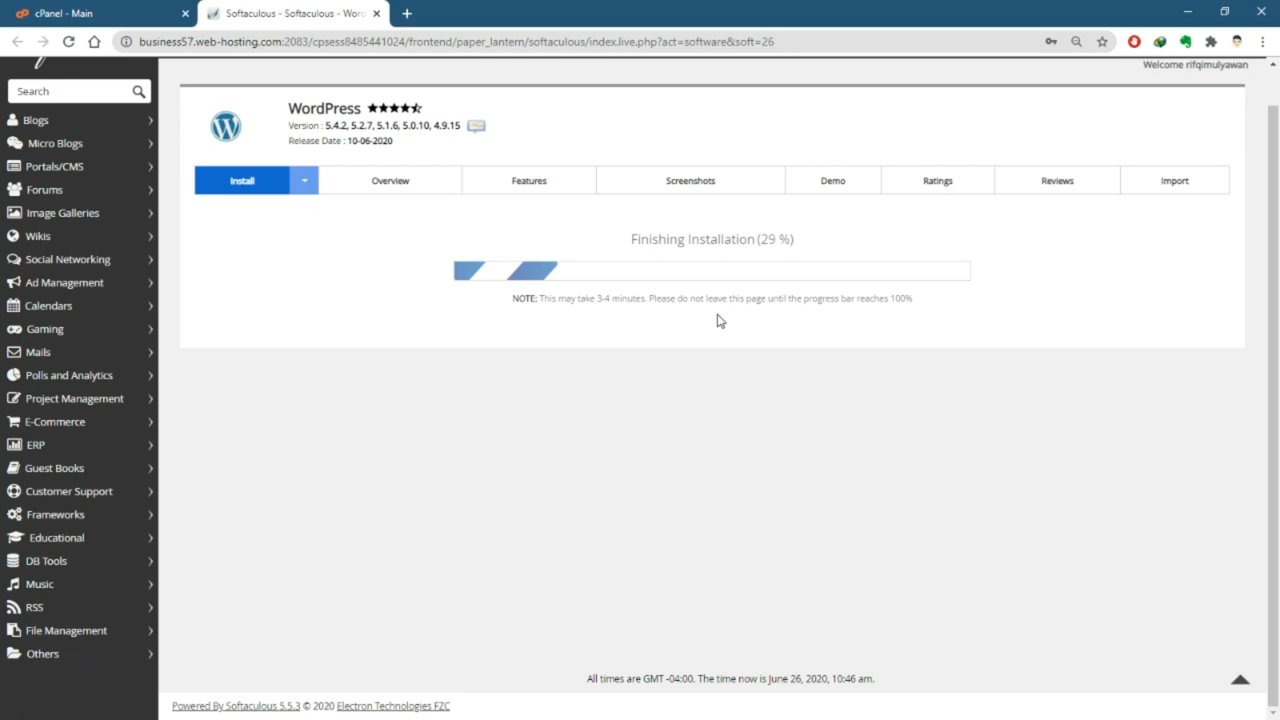 cPanel - Main
Softaculous - Softaculous - Wor
business57.web-hosting.com:2083/cpsess8485441024/frontend/paper_lantern/softaculous/index.live.php?act=software&soft=26
Welcome rifqimulyawan
Search
Blogs
Micro Blogs
Portals/CMS
Forums
Image Galleries
Wikis
Social Networking
Ad Management
Calendars
Gaming
Mails
Polls and Analytics
Project Management
E-Commerce
ERP
Guest Books
Customer Support
Frameworks
Educational
DB Tools
Music
RSS
File Management
Others
WordPress
Version : 5.4.2, 5.2.7, 5.1.6, 5.0.10, 4.9.15
Release Date : 10-06-2020
Install
Overview
Features
Screenshots
Demo
Ratings
Reviews
Import
Finishing Installation (29 %)
NOTE: This may take 3-4 minutes. Please do not leave this page until the progress bar reaches 100%
All times are GMT -04:00. The time now is June 26, 2020, 10:46 am.
Powered By Softaculous 5.5.3 © 2020 Electron Technologies FZC